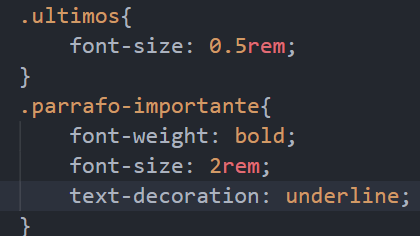 .ultimos{
    font-size: 0.5rem;
}
.parrafo-importante{
    font-weight: bold;
    font-size: 2rem;
    text-decoration: underline;
}